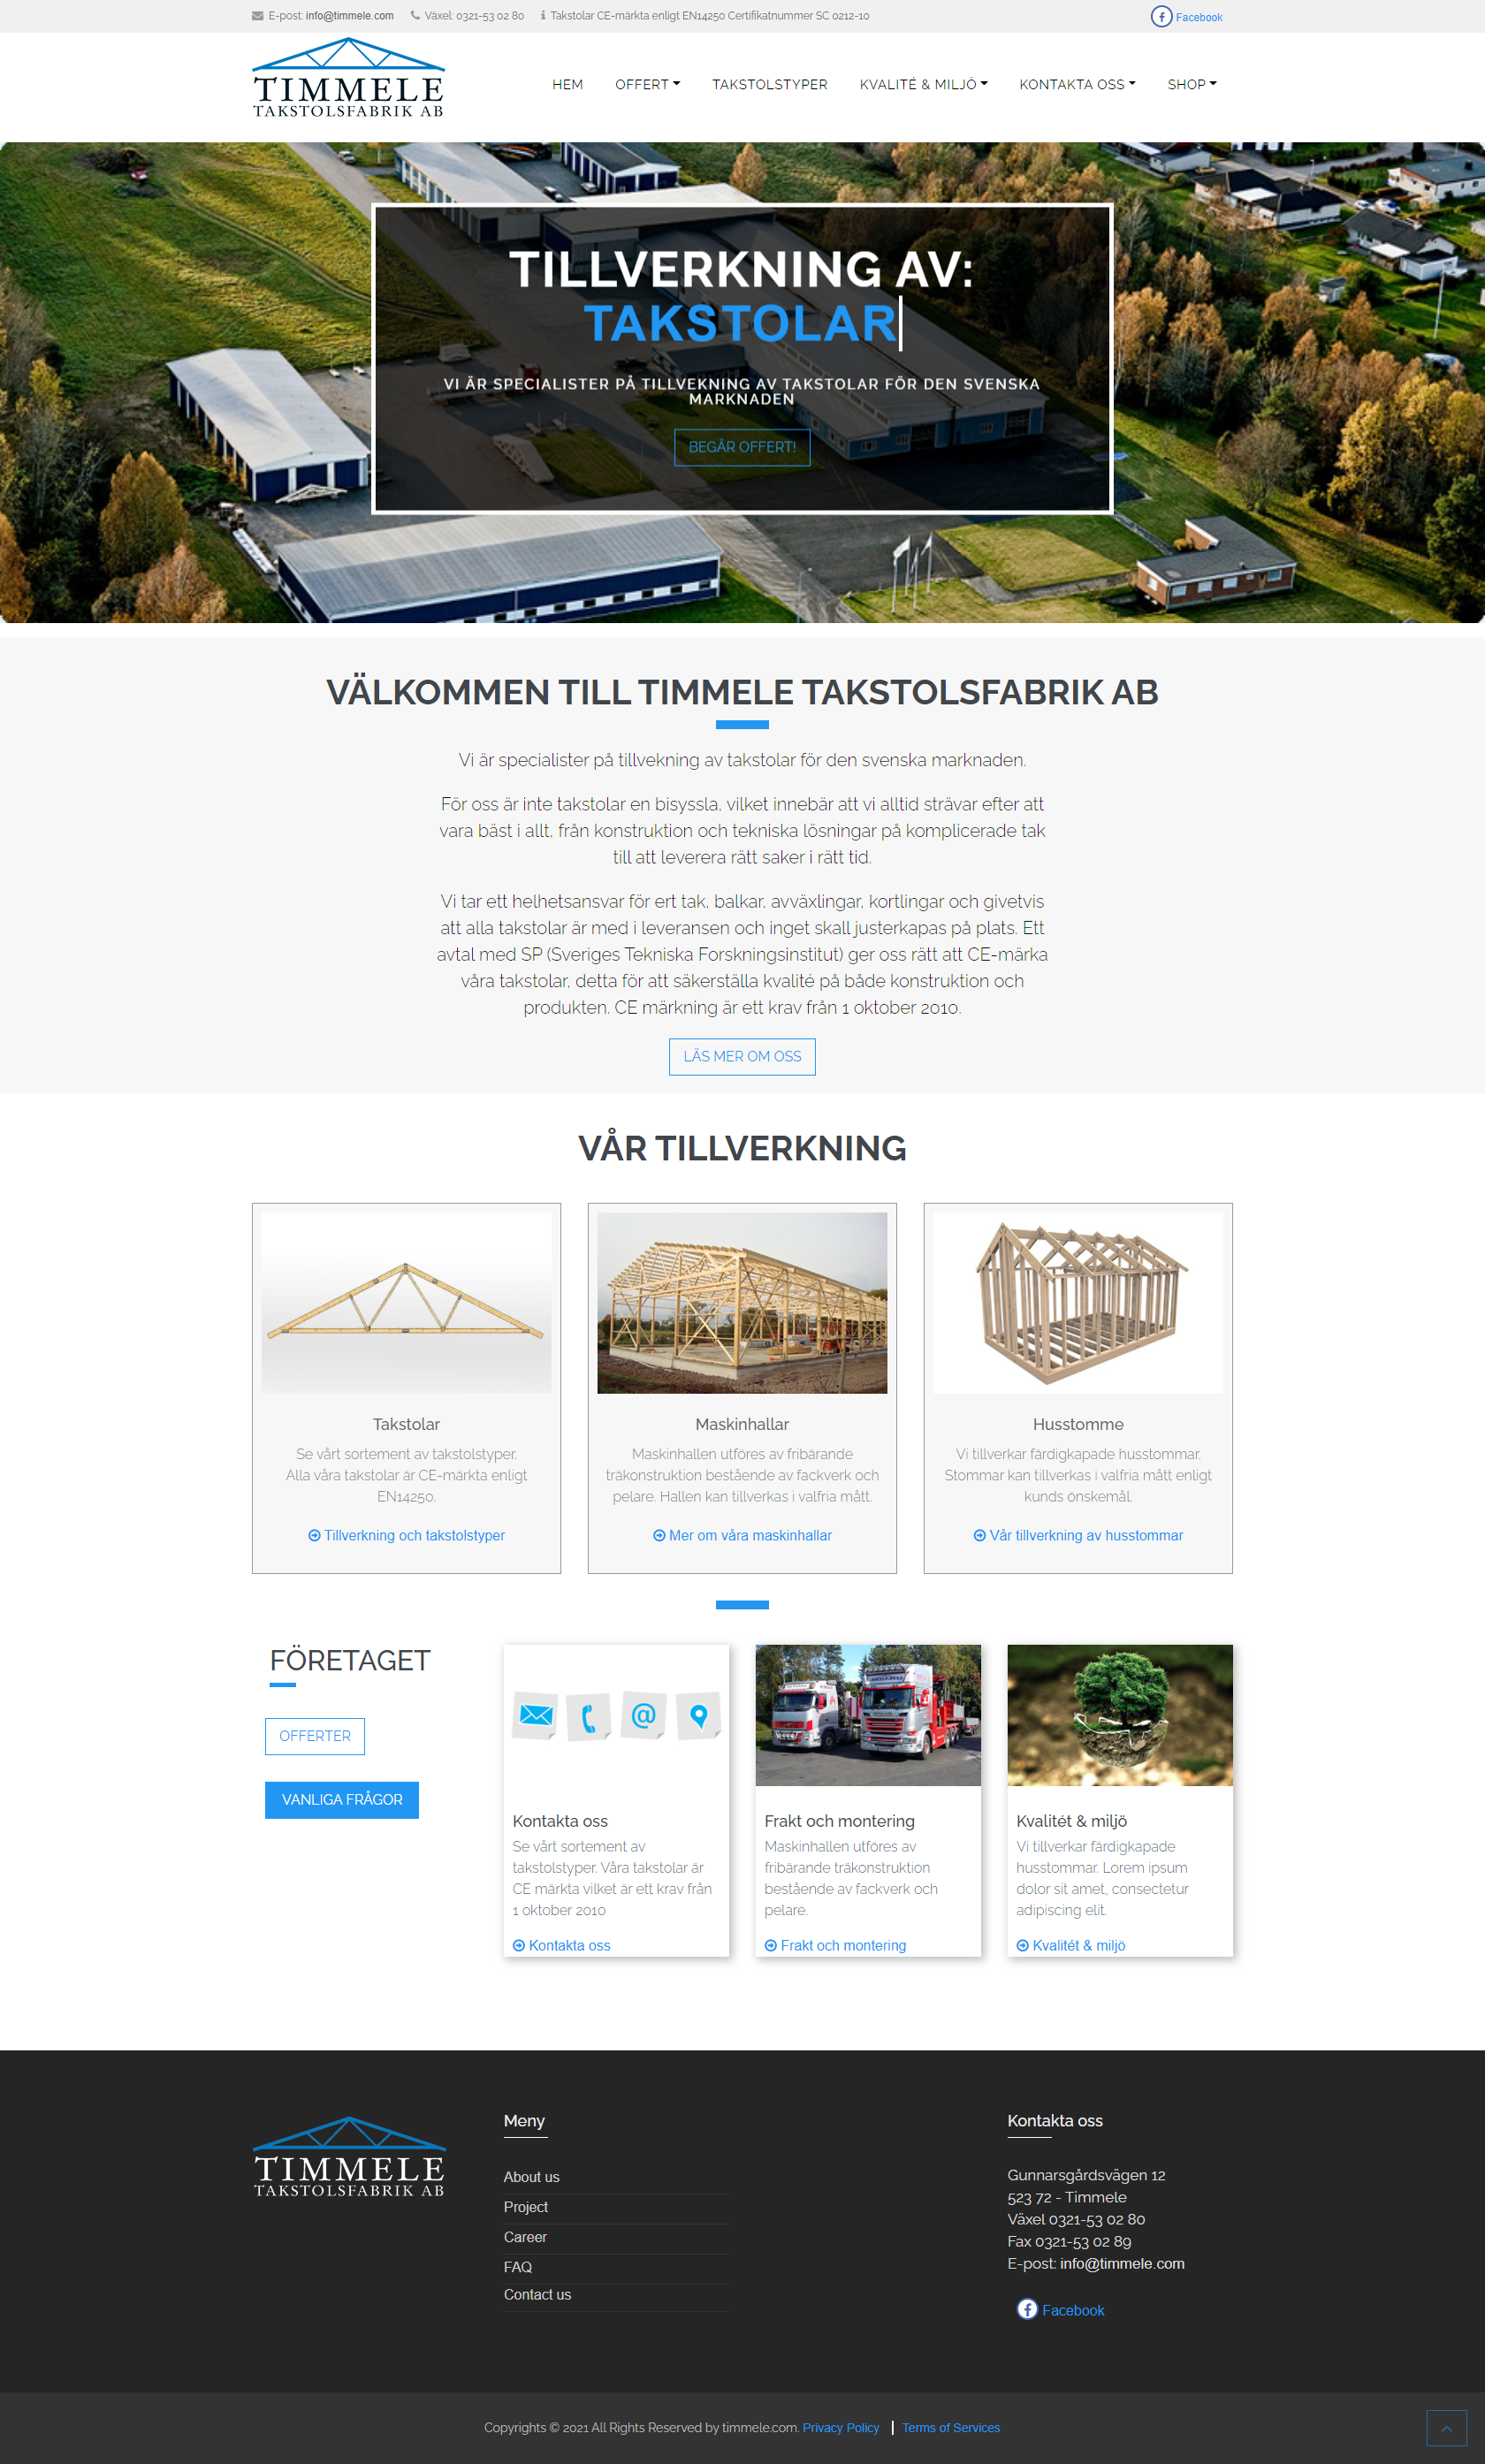 E-post: info@timmele.com Växel: 0321-53 02 80 Takstolar CE-märkta enligt EN14250 Certifikatnummer SC 0212-10 Facebook
TIMMELE
TAKSTOLSFABRIK AB
HEM OFFERT TAKSTOLSTYPER KVALITÉ & MILJÖ KONTAKTA OSS SHOP
TILLVERKNING AV:
TAKSTOLAR
VI ÄR SPECIALISTER PÅ TILLVEKNING AV TAKSTOLAR FÖR DEN SVENSKA
MARKNADEN
BEGÄR OFFERT!
VÄLKOMMEN TILL TIMMELE TAKSTOLSFABRIK AB
Vi är specialister på tillvekning av takstolar för den svenska marknaden.
För oss är inte takstolar en bisyssla, vilket innebär att vi alltid strävar efter att
vara bäst i allt, från konstruktion och tekniska lösningar på komplicerade tak
till att leverera rätt saker i rätt tid.
Vi tar ett helhetsansvar för ert tak, balkar, avväxlingar, kortlingar och givetvis
att alla takstolar är med i leveransen och inget skall justerkapas på plats. Ett
avtal med SP (Sveriges Tekniska Forskningsinstitut) ger oss rätt att CE-märka
våra takstolar, detta för att säkerställa kvalité på både konstruktion och
produkten. CE märkning är ett krav från 1 oktober 2010.
LÄS MER OM OSS
VÅR TILLVERKNING
Takstolar
Se vårt sortement av takstolstyper.
Alla våra takstolar är CE-märkta enligt
EN14250.
Tillverkning och takstolstyper
Maskinhallar
Maskinhallen utföres av fribärande
träkonstruktion bestående av fackverk och
pelare. Hallen kan tillverkas i valfria mått.
Mer om våra maskinhallar
Husstomme
Vi tillverkar färdigkapade husstommar.
Stommar kan tillverkas i valfria mått enligt
kunds önskemål.
Vår tillverkning av husstommar
FÖRETAGET
OFFERTER
VANLIGA FRÅGOR
Kontakta oss
Se vårt sortement av
takstolstyper. Våra takstolar är
CE märkta vilket är ett krav från
1 oktober 2010
Kontakta oss
Frakt och montering
Maskinhallen utföres av
fribärande träkonstruktion
bestående av fackverk och
pelare.
Frakt och montering
Kvalitét & miljö
Vi tillverkar färdigkapade
husstommar. Lorem ipsum
dolor sit amet, consectetur
adipiscing elit.
Kvalitét & miljö
TIMMELE
TAKSTOLSFABRIK AB
Meny
About us
Project
Career
FAQ
Contact us
Kontakta oss
Gunnarsgårdsvägen 12
523 72 - Timmele
Växel 0321-53 02 80
Fax 0321-53 02 89
E-post: info@timmele.com
Facebook
Copyrights © 2021 All Rights Reserved by timmele.com. Privacy Policy | Terms of Services